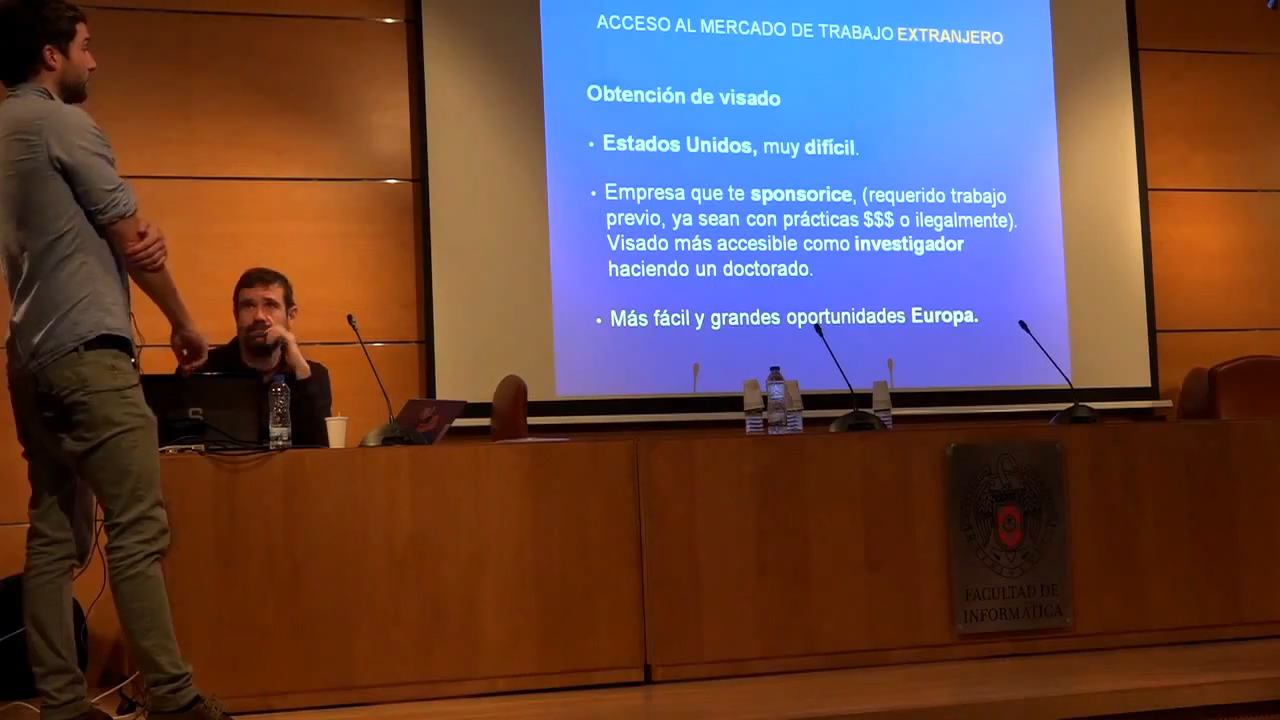 ACCESO AL MERCADO DE TRABAJO EXTRANJERO
Obtención de visado
• Estados Unidos, muy difícil.
• Empresa que te sponsorice, (requerido trabajo
previo, ya sean con prácticas $$$ o ilegalmente).
Visado más accesible como investigador
haciendo un doctorado.
• Más fácil y grandes oportunidades Europa.
FACULTAD DE
INFORMÁTICA